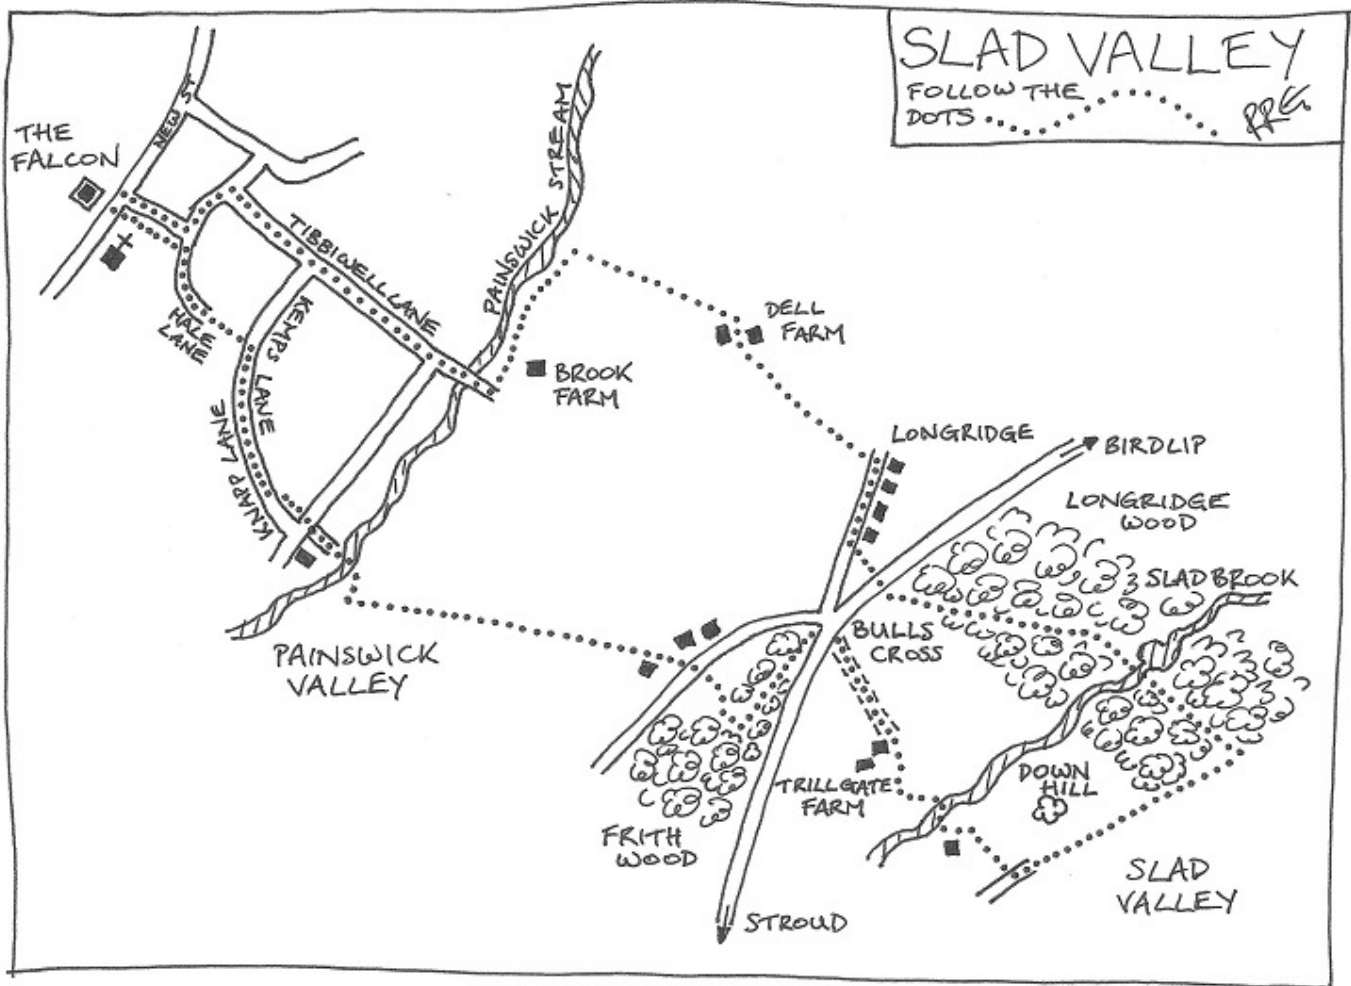 SLAD VALLEY
FOLLOW THE
DOTS
THE
FALCON
NEW ST
PAINSWICK STREAM
TIBBIWELL LANE
HALE
LANE
KEMPS LANE
KNAPP LANE
BROOK
FARM
DELL
FARM
LONGRIDGE
BIRDLIP
LONGRIDGE
WOOD
SLAD BROOK
BULLS
CROSS
PAINSWICK
VALLEY
TRILLGATE
FARM
DOWN
HILL
FRITH
WOOD
SLAD
VALLEY
STROUD